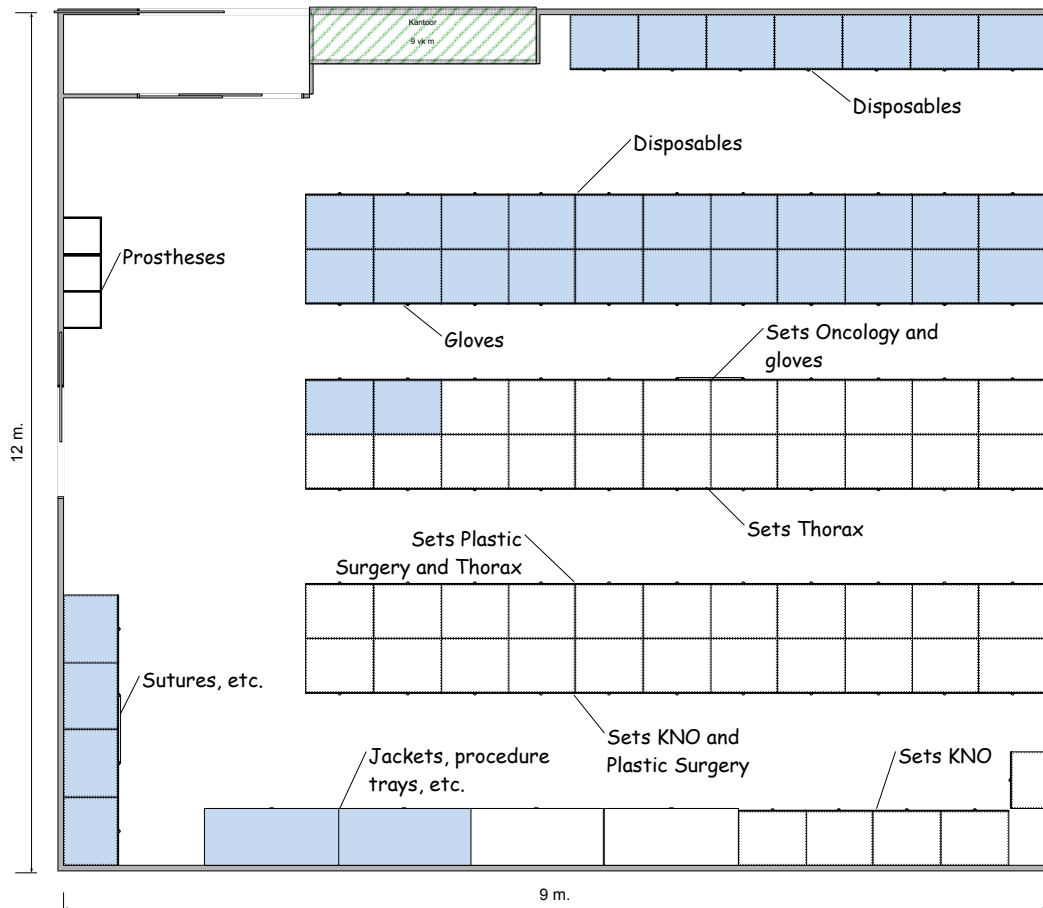 Kantoor
9 vk m
Disposables
Disposables
Prostheses
Gloves
Sets Oncology and
gloves
12 m.
Sets Thorax
Sets Plastic
Surgery and Thorax
Sutures, etc.
Sets KNO and
Plastic Surgery
Jackets, procedure
trays, etc.
Sets KNO
9 m.